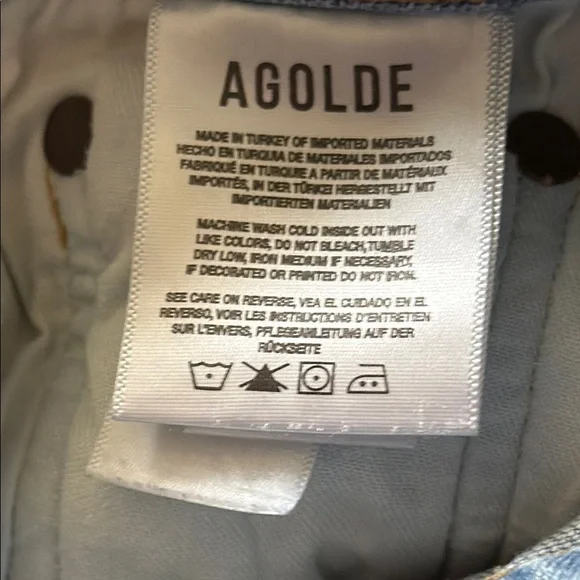 AGOLDE
MADE IN TURKEY OF IMPORTED MATERIALS
HECHO EN TURQUIA DE MATERIALES IMPORTADOS
FABRIQUÉ EN TURQUIE A PARTIR DE MATÉRIAUX
IMPORTÉS, IN DER TÜRKEI HERGESTELLT MIT
IMPORTIERTEN MATERIALIEN
MACHINE WASH COLD INSIDE OUT WITH
LIKE COLORS, DO NOT BLEACH, TUMBLE
DRY LOW, IRON MEDIUM IF NECESSARY,
IF DECORATED OR PRINTED DO NOT IRON.
SEE CARE ON REVERSE, VEA EL CUIDADO EN EL
REVERSO, VOIR LES INSTRUCTIONS D'ENTRETIEN
SUR L'ENVERS, PFLEGEANLEITUNG AUF DER
RÜCKSEITE